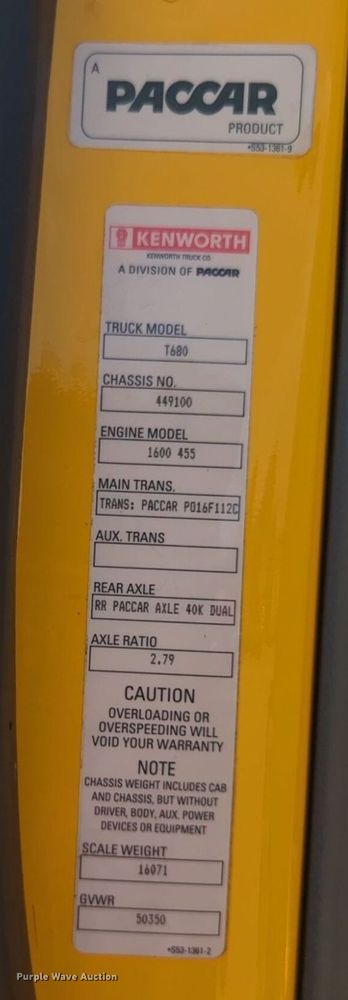 A
PACCAR
PRODUCT
*S53-1361-9
KENWORTH
KENWORTH TRUCK CO.
A DIVISION OF PACCAR
TRUCK MODEL
T680
CHASSIS NO.
449100
ENGINE MODEL
1600 455
MAIN TRANS.
TRANS: PACCAR PO16F112C
AUX. TRANS
REAR AXLE
RR PACCAR AXLE 40K DUAL
AXLE RATIO
2.79
CAUTION
OVERLOADING OR
OVERSPEEDING WILL
VOID YOUR WARRANTY
NOTE
CHASSIS WEIGHT INCLUDES CAB
AND CHASSIS, BUT WITHOUT
DRIVER, BODY, AUX. POWER
DEVICES OR EQUIPMENT
SCALE WEIGHT
16071
GVWR
50350
*S53-1361-2
Purple Wave Auction